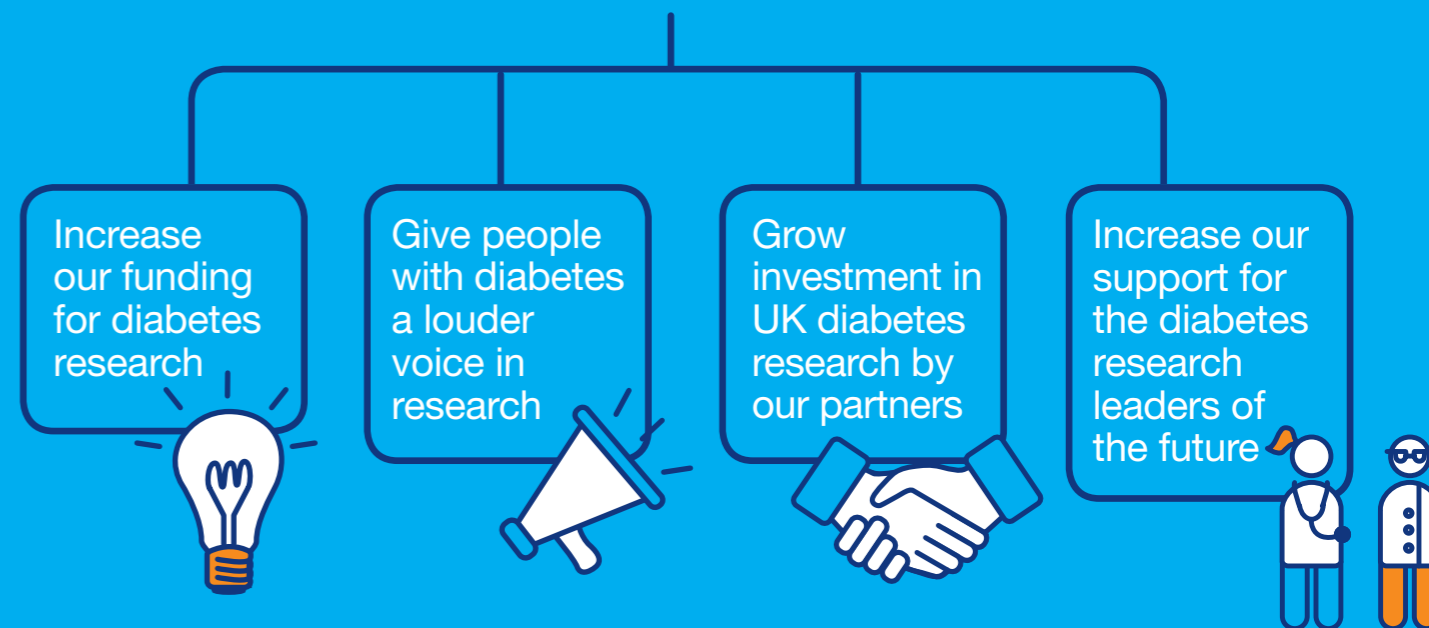 Increase
our funding
for diabetes
research
Give people
with diabetes
a louder
voice in
research
Grow
investment in
UK diabetes
research by
our partners
Increase our
support for
the diabetes
research
leaders of
the future